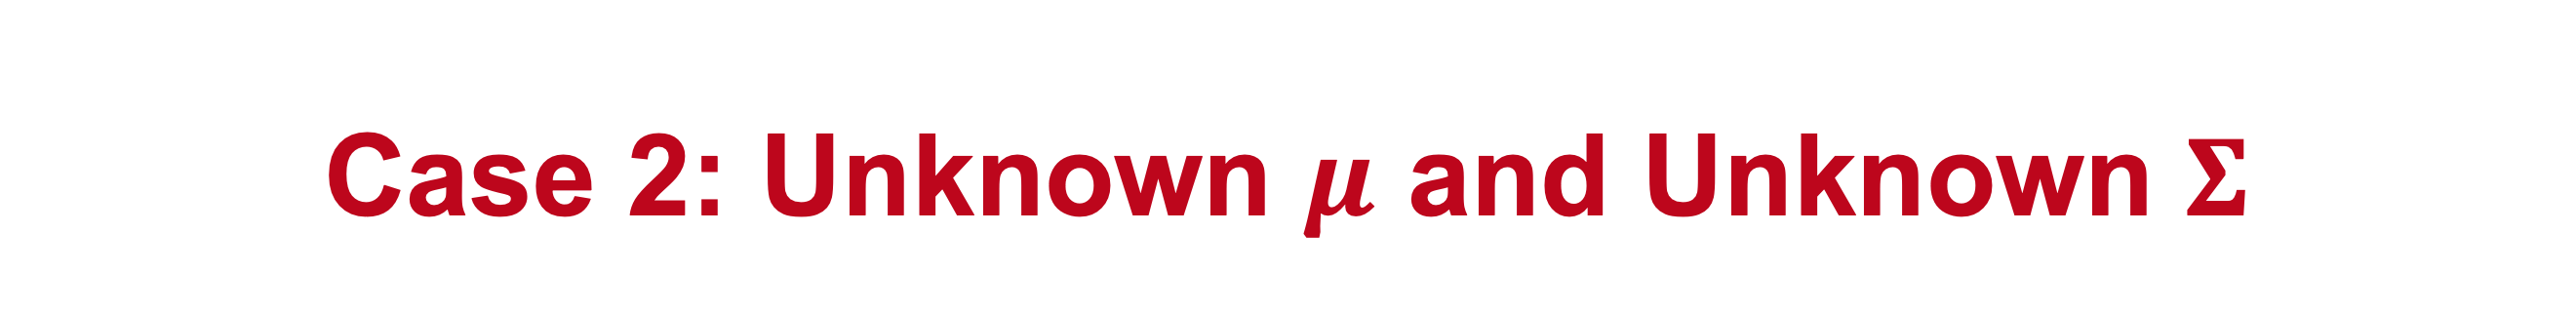 Case 2: Unknown 𝝁 and Unknown 𝚺